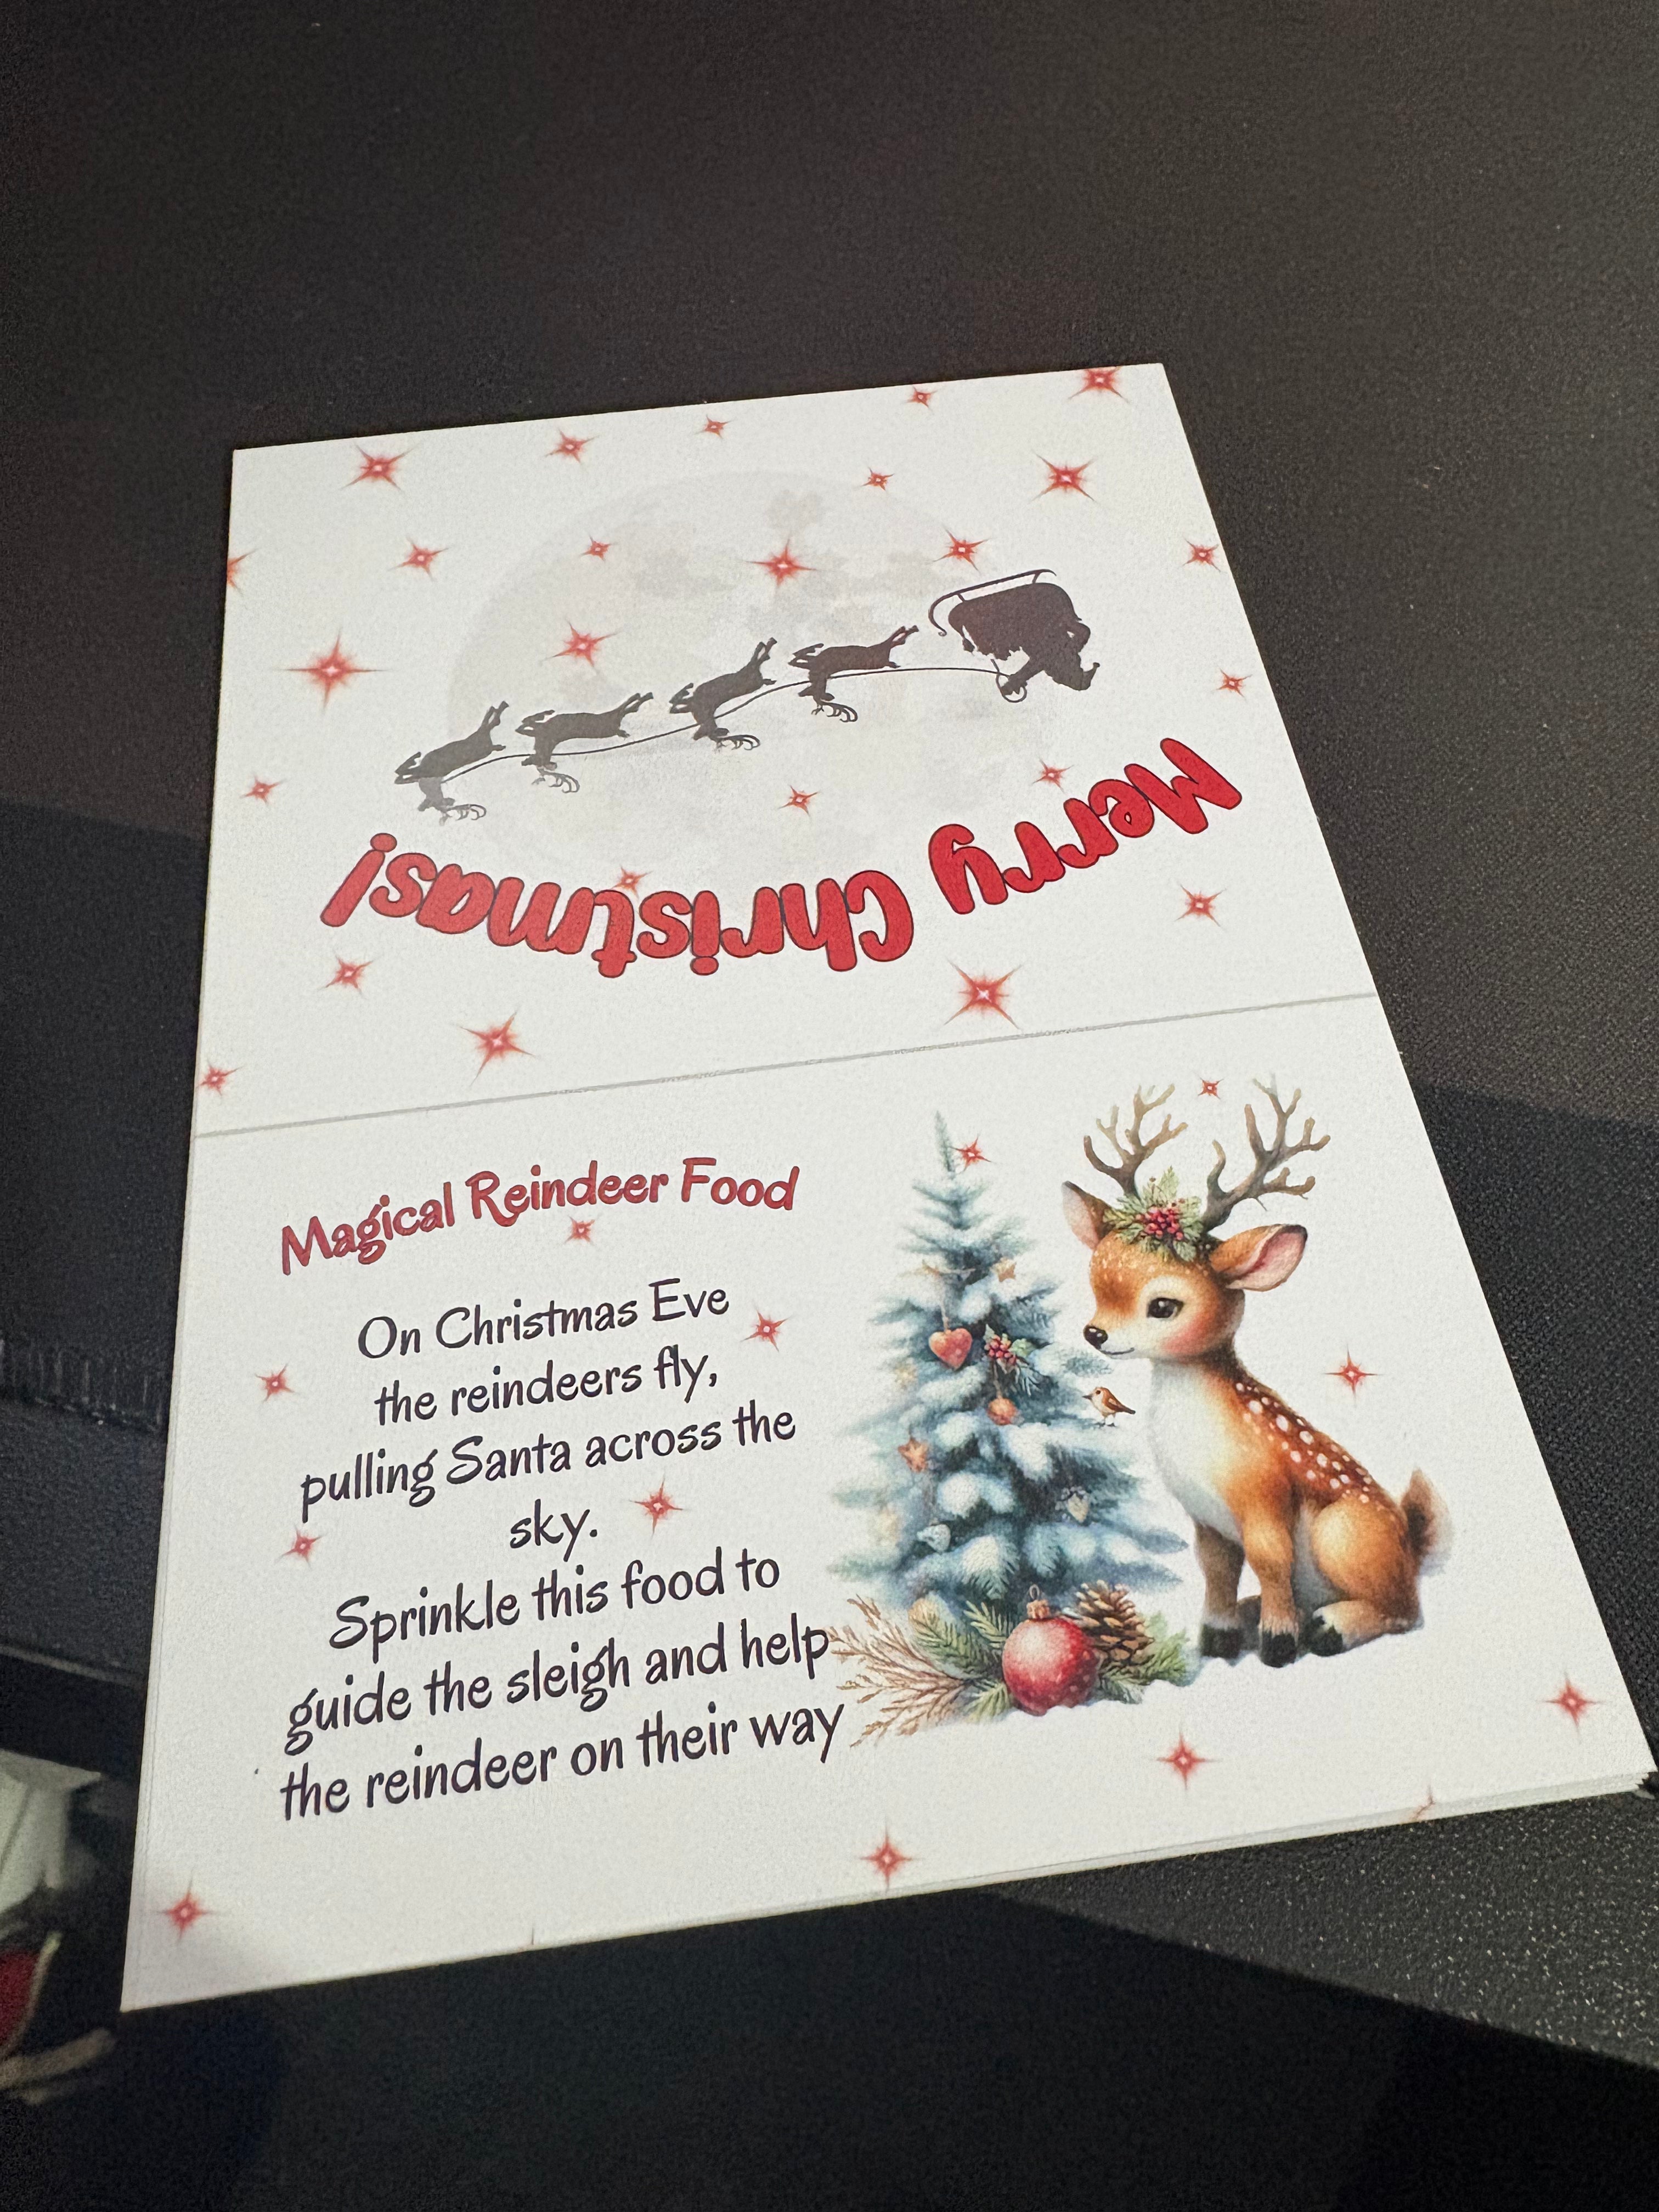 Merry Christmas!
Magical Reindeer Food
On Christmas Eve
the reindeers fly,
pulling Santa across the
sky.
Sprinkle this food to
guide the sleigh and help
the reindeer on their way